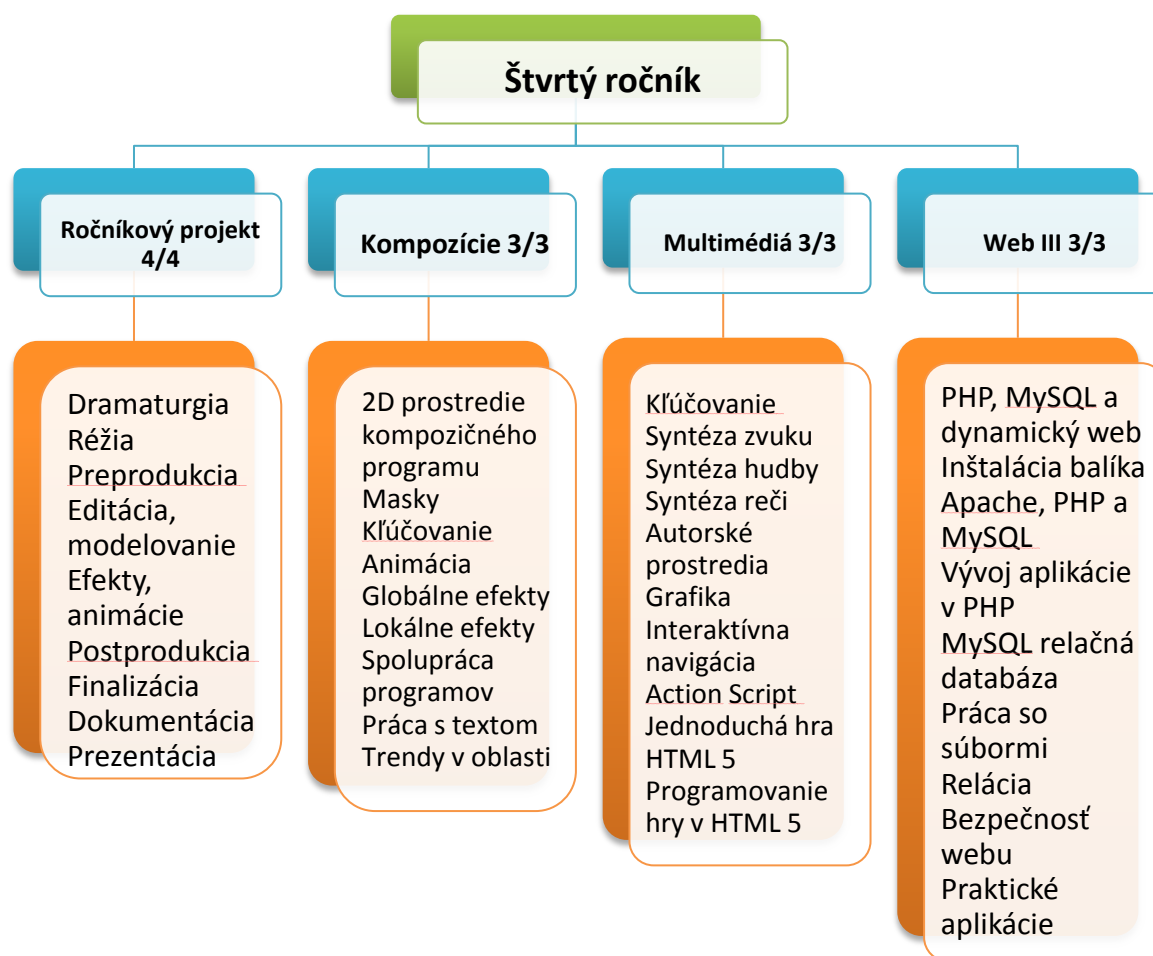 Štvrtý ročník
Ročníkový projekt
4/4
Dramaturgia
Réžia
Preprodukcia
Editácia,
modelovanie
Efekty,
animácie
Postprodukcia
Finalizácia
Dokumentácia
Prezentácia
Kompozície 3/3
2D prostredie
kompozičného
programu
Masky
Kľúčovanie
Animácia
Globálne efekty
Lokálne efekty
Spolupráca
programov
Práca s textom
Trendy v oblasti
Multimédiá 3/3
Kľúčovanie
Syntéza zvuku
Syntéza hudby
Syntéza reči
Autorské
prostredia
Grafika
Interaktívna
navigácia
Action Script
Jednoduchá hra
HTML 5
Programovanie
hry v HTML 5
Web III 3/3
PHP, MySQL a
dynamický web
Inštalácia balíka
Apache, PHP a
MySQL
Vývoj aplikácie
v PHP
MySQL relačná
databáza
Práca so
súbormi
Relácia
Bezpečnosť
webu
Praktické
aplikácie